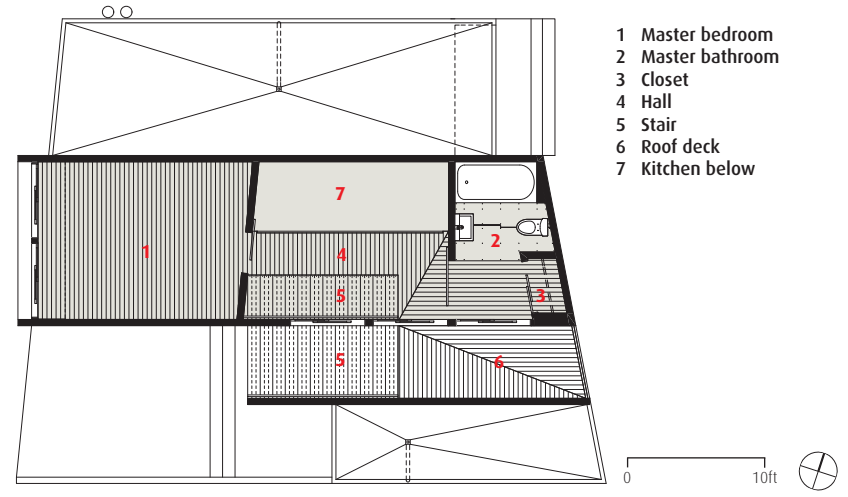 1 Master bedroom
2 Master bathroom
3 Closet
4 Hall
5 Stair
6 Roof deck
7 Kitchen below
7
1
4
2
5
3
5
6
0 10ft